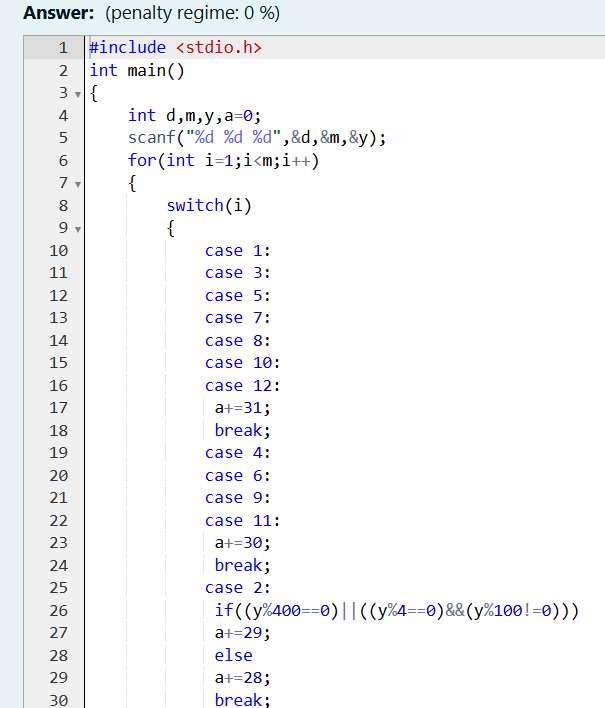 Answer: (penalty regime: 0 %)
1 #include <stdio.h>
2 int main()
3 {
4 int d,m,y,a=0;
5 scanf("%d %d %d",&d,&m,&y);
6 for(int i=1;i<m;i++)
7 {
8 switch(i)
9 {
10 case 1:
11 case 3:
12 case 5:
13 case 7:
14 case 8:
15 case 10:
16 case 12:
17 a+=31;
18 break;
19 case 4:
20 case 6:
21 case 9:
22 case 11:
23 a+=30;
24 break;
25 case 2:
26 if((y%400==0)||((y%4==0)&&(y%100!=0)))
27 a+=29;
28 else
29 a+=28;
30 break;